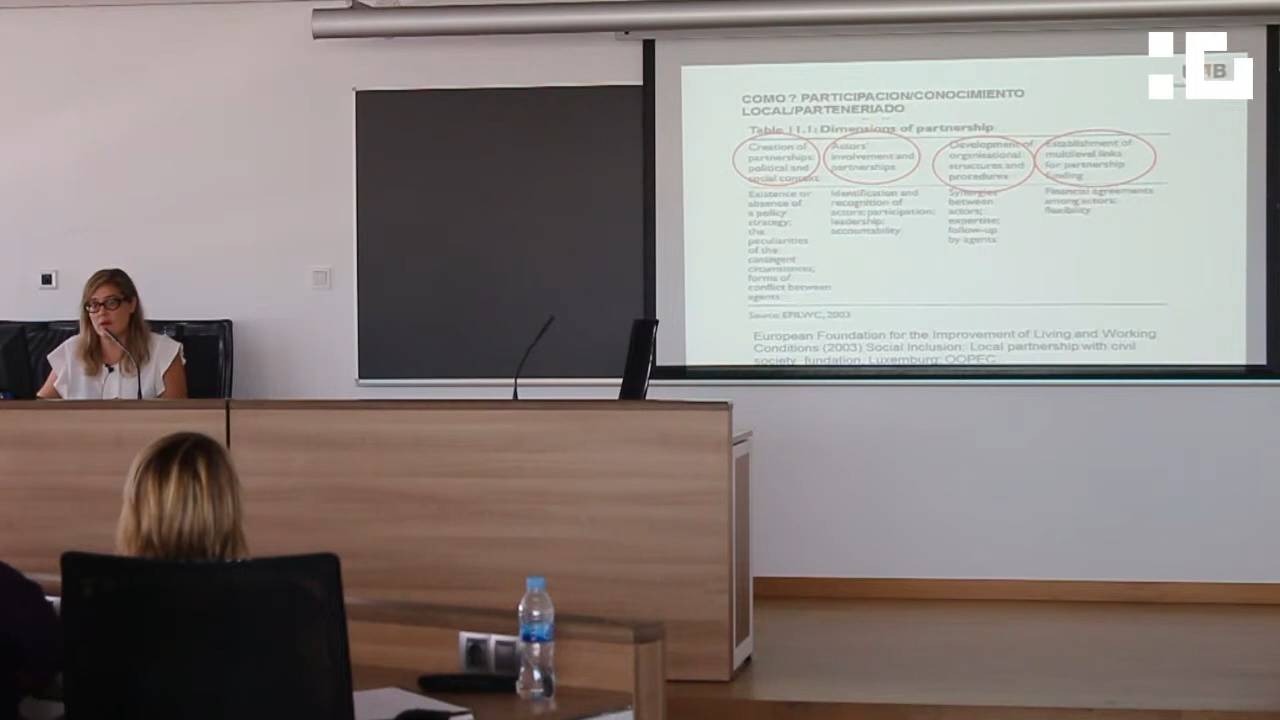 COMO ? PARTICIPACION/CONOCIMIENTO
LOCAL/PARTENERIADO
Table 11.1: Dimensions of partnership
Creation of
partnerships:
political and
social context
Actors'
involvement and
partnerships
Development of
organisational
structures and
procedures
Establishment of
multilevel links
for partnership
funding
Existence or
absence of
a policy
strategy;
the
peculiarities
of the
contingent
circumstances;
forms of
conflict between
agents
Identification and
recognition of
actors; participation;
leadership;
accountability
Synergies
between
actors;
expertise;
follow-up
by agents
Financial agreements
among actors;
flexibility
Source: EFILWC, 2003
European Foundation for the Improvement of Living and Working
Conditions (2003) Social Inclusion: Local partnership with civil
society, fundation, Luxemburg: OOPEC